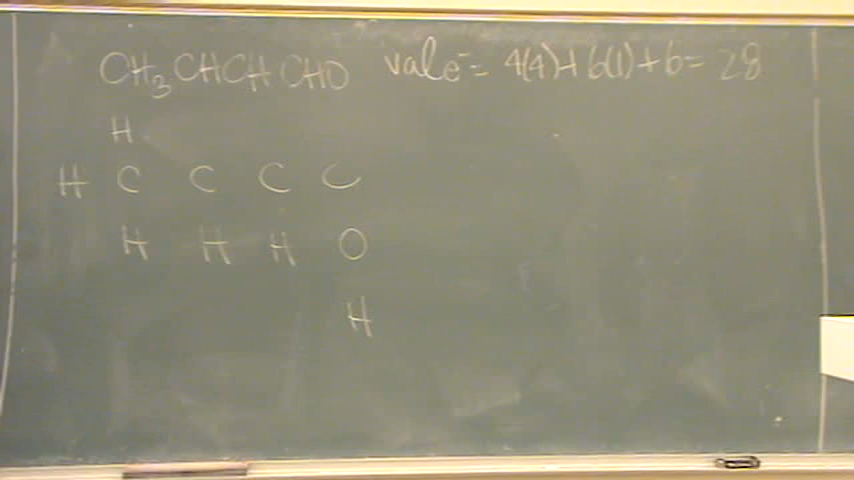 CH3CHCHCHO vale⁻ = 4(4)+6(1)+6= 28
H
H C C C C
H H H O
H